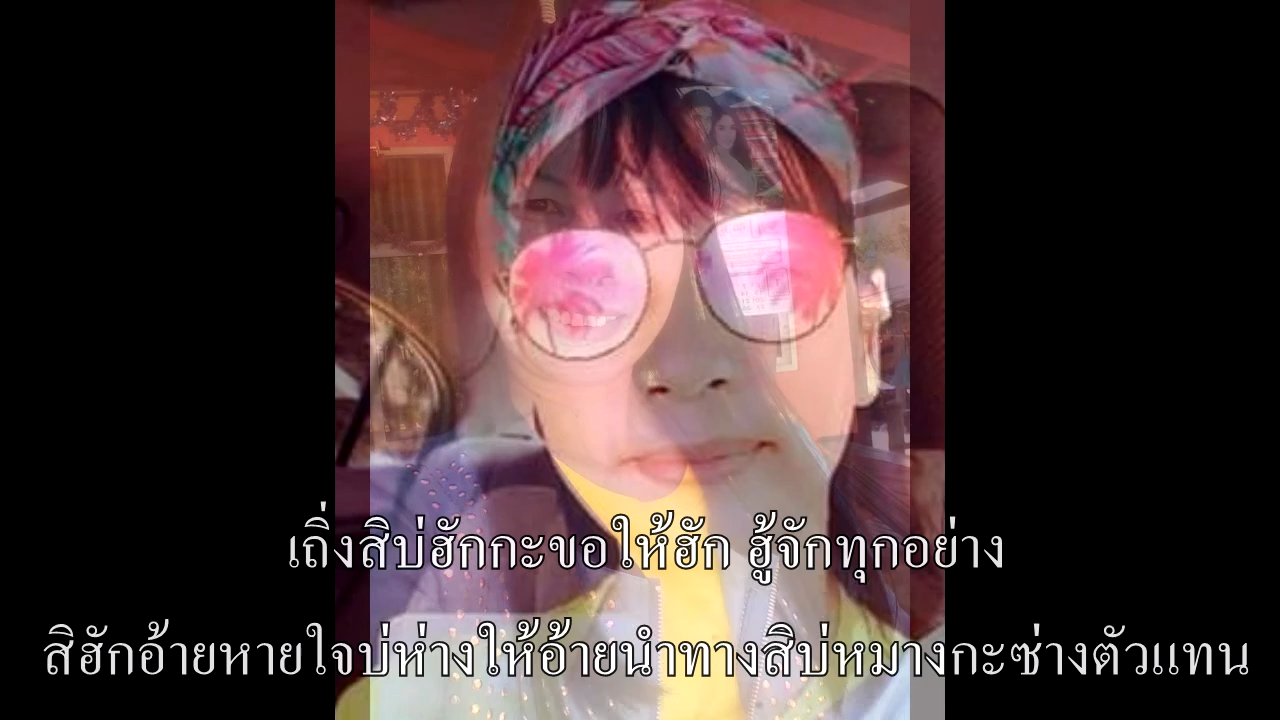 เถิ่งสิบ่ฮักกะขอให้ฮัก ฮู้จักทุกอย่าง
สิฮักอ้ายหายใจบ่ห่างให้อ้ายนำทางสิบ่หมางกะซ่างตัวแทน